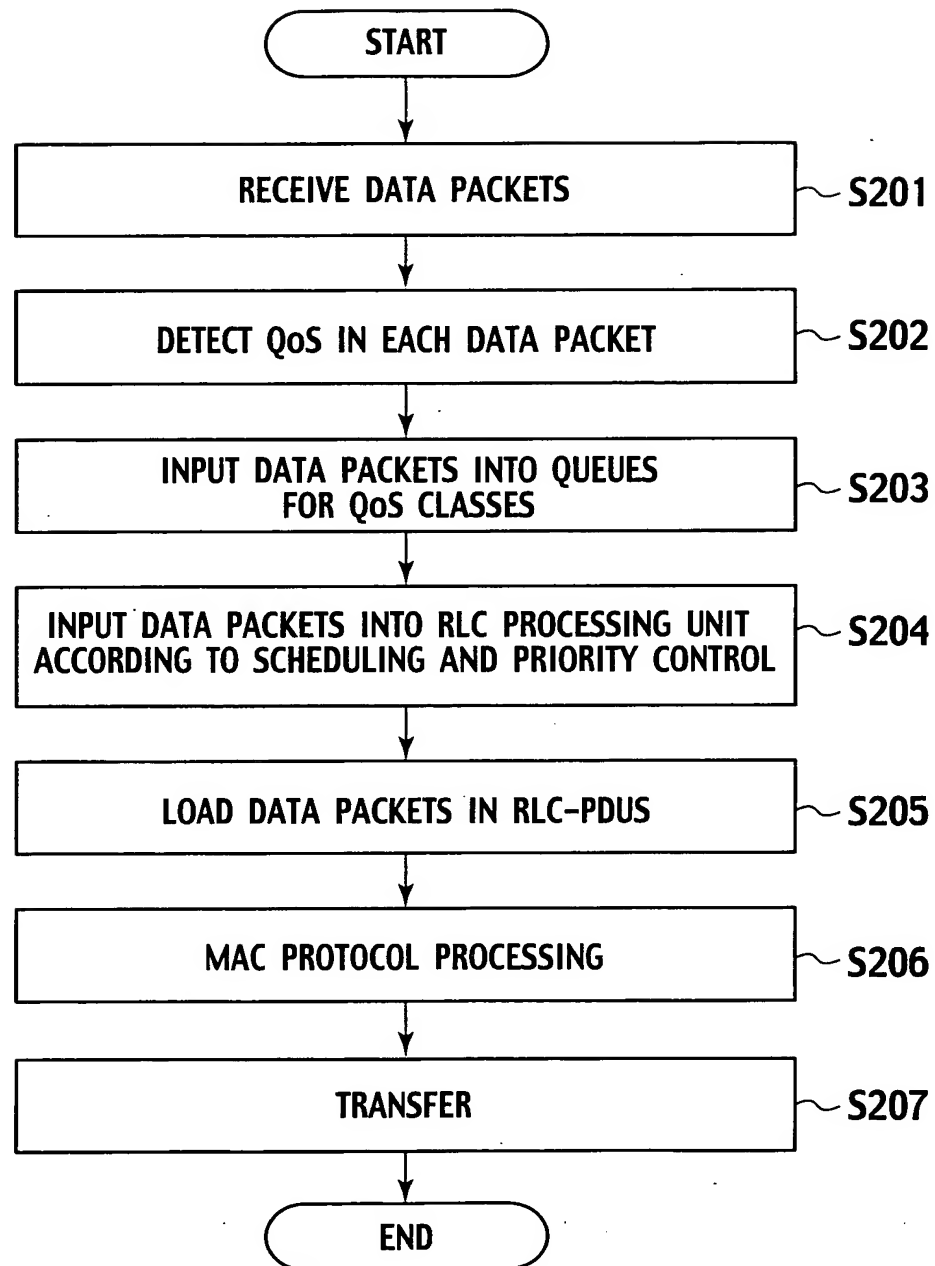 START
RECEIVE DATA PACKETS
S201
DETECT QoS IN EACH DATA PACKET
S202
INPUT DATA PACKETS INTO QUEUES
FOR QoS CLASSES
S203
INPUT DATA PACKETS INTO RLC PROCESSING UNIT
ACCORDING TO SCHEDULING AND PRIORITY CONTROL
S204
LOAD DATA PACKETS IN RLC-PDUS
S205
MAC PROTOCOL PROCESSING
S206
TRANSFER
S207
END